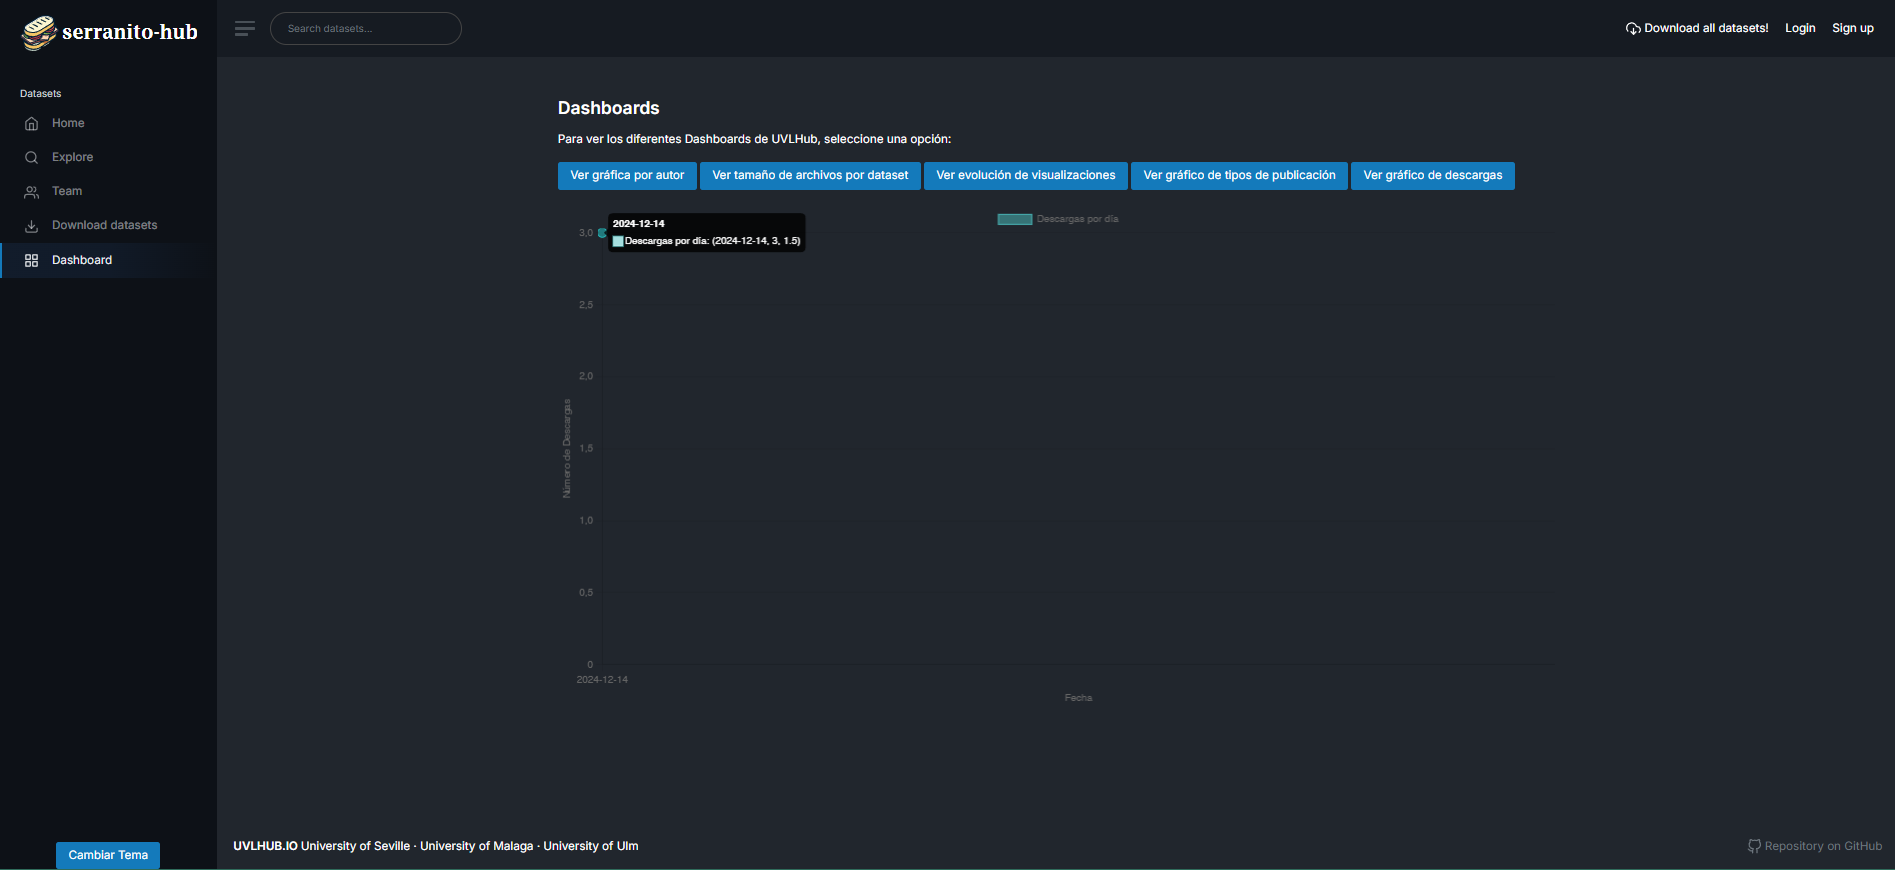 serranito-hub
Search datasets...
Download all datasets! Login Sign up
Datasets
Home
Explore
Team
Download datasets
Dashboard
Cambiar Tema
Dashboards
Para ver los diferentes Dashboards de UVLHub, seleccione una opción:
Ver gráfica por autor Ver tamaño de archivos por dataset Ver evolución de visualizaciones Ver gráfico de tipos de publicación Ver gráfico de descargas
Descargas por día
2024-12-14
Descargas por día: (2024-12-14, 3, 1.5)
3,0
2,5
2,0
1,5
1,0
0,5
0
Número de Descargas
2024-12-14
Fecha
UVLHUB.IO University of Seville · University of Malaga · University of Ulm
Repository on GitHub